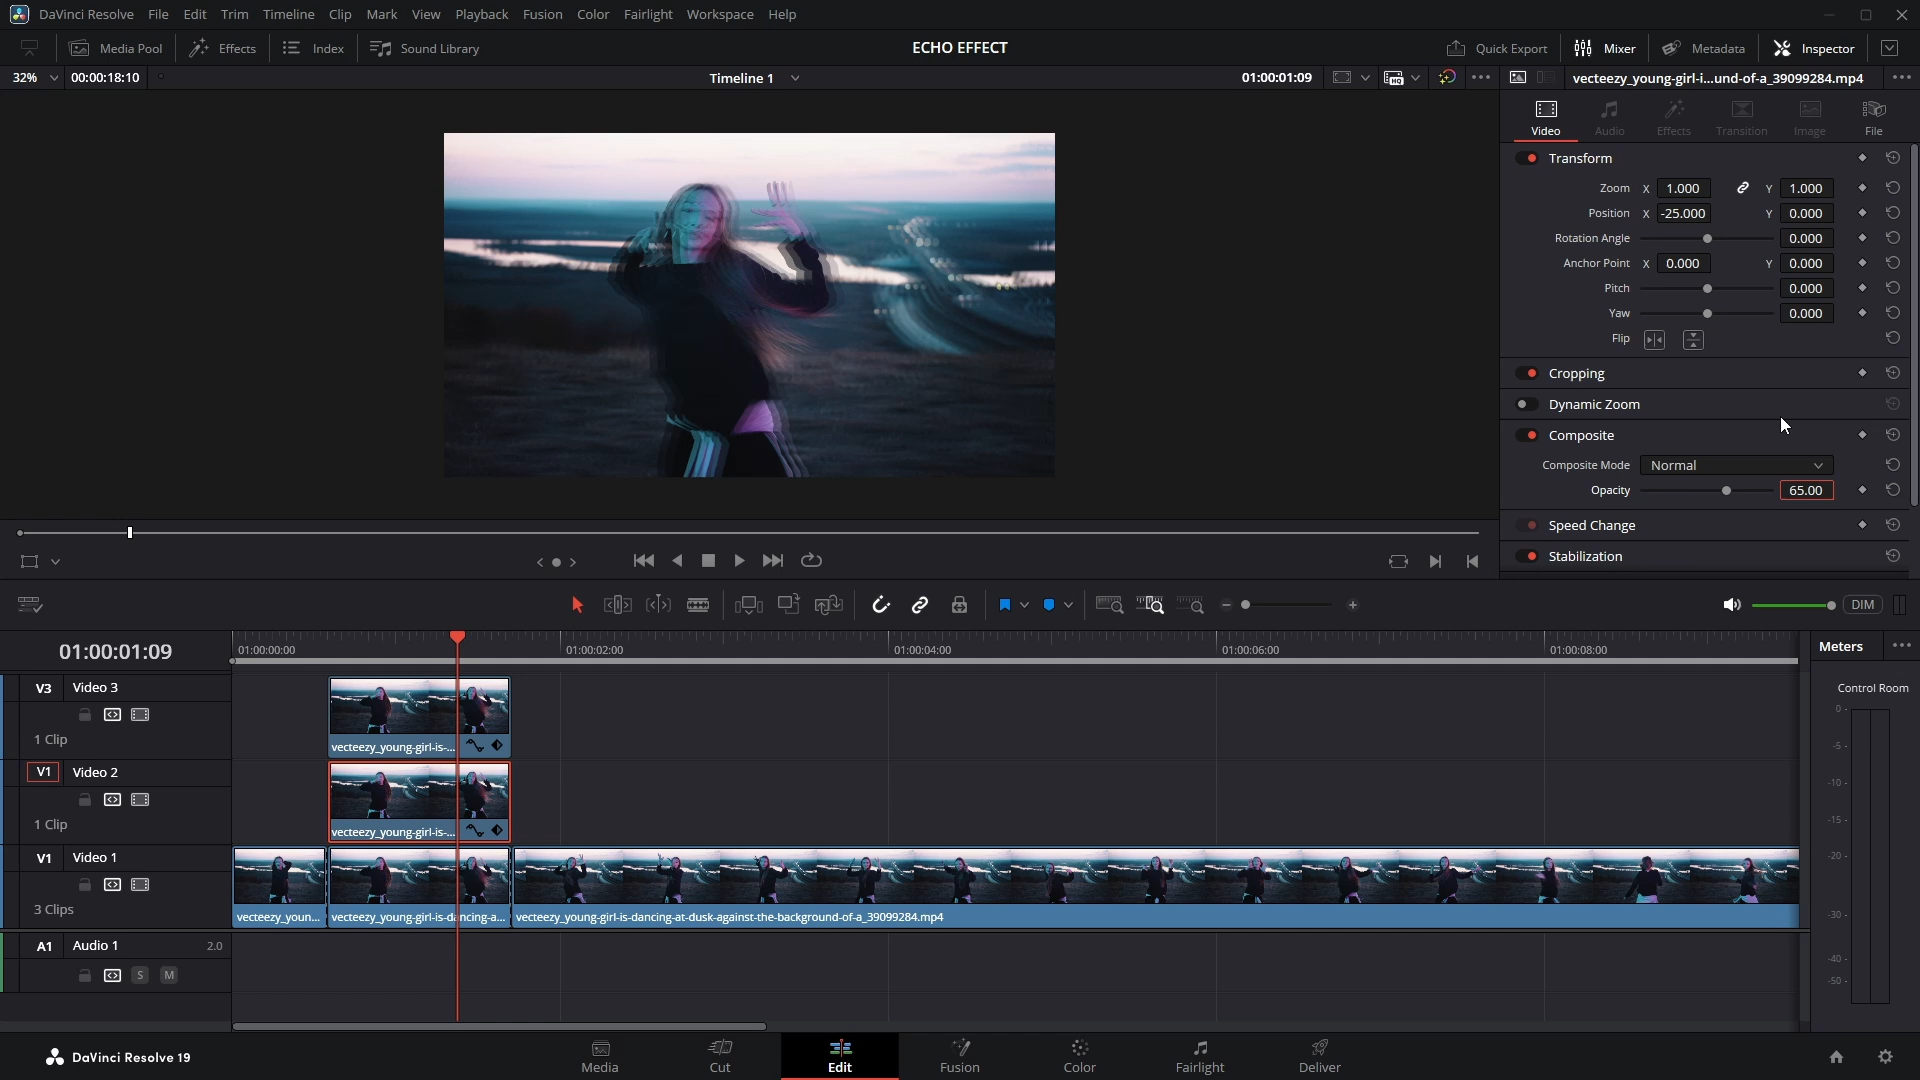 DaVinci Resolve File Edit Trim Timeline Clip Mark View Playback Fusion Color Fairlight Workspace Help
Media Pool Effects Index Sound Library ECHO EFFECT Quick Export Mixer Metadata Inspector
32% 00:00:18:10 Timeline 1 01:00:01:09 HQ vecteezy_young-girl-i...und-of-a_39099284.mp4
Video Audio Effects Transition Image File
Transform
Zoom X 1.000 Y 1.000
Position X -25.000 Y 0.000
Rotation Angle 0.000
Anchor Point X 0.000 Y 0.000
Pitch 0.000
Yaw 0.000
Flip
Cropping
Dynamic Zoom
Composite
Composite Mode Normal
Opacity 65.00
Speed Change
Stabilization
DIM
01:00:01:09 01:00:00:00 01:00:02:00 01:00:04:00 01:00:06:00 01:00:08:00 Meters
V3 Video 3 Control Room
1 Clip vecteezy_young-girl-is-...
V1 Video 2
1 Clip vecteezy_young-girl-is-...
V1 Video 1
3 Clips vecteezy_youn... vecteezy_young-girl-is-dancing-a... vecteezy_young-girl-is-dancing-at-dusk-against-the-background-of-a_39099284.mp4
A1 Audio 1 2.0
S M
0
-5
-10
-15
-20
-30
-40
-50
DaVinci Resolve 19 Media Cut Edit Fusion Color Fairlight Deliver